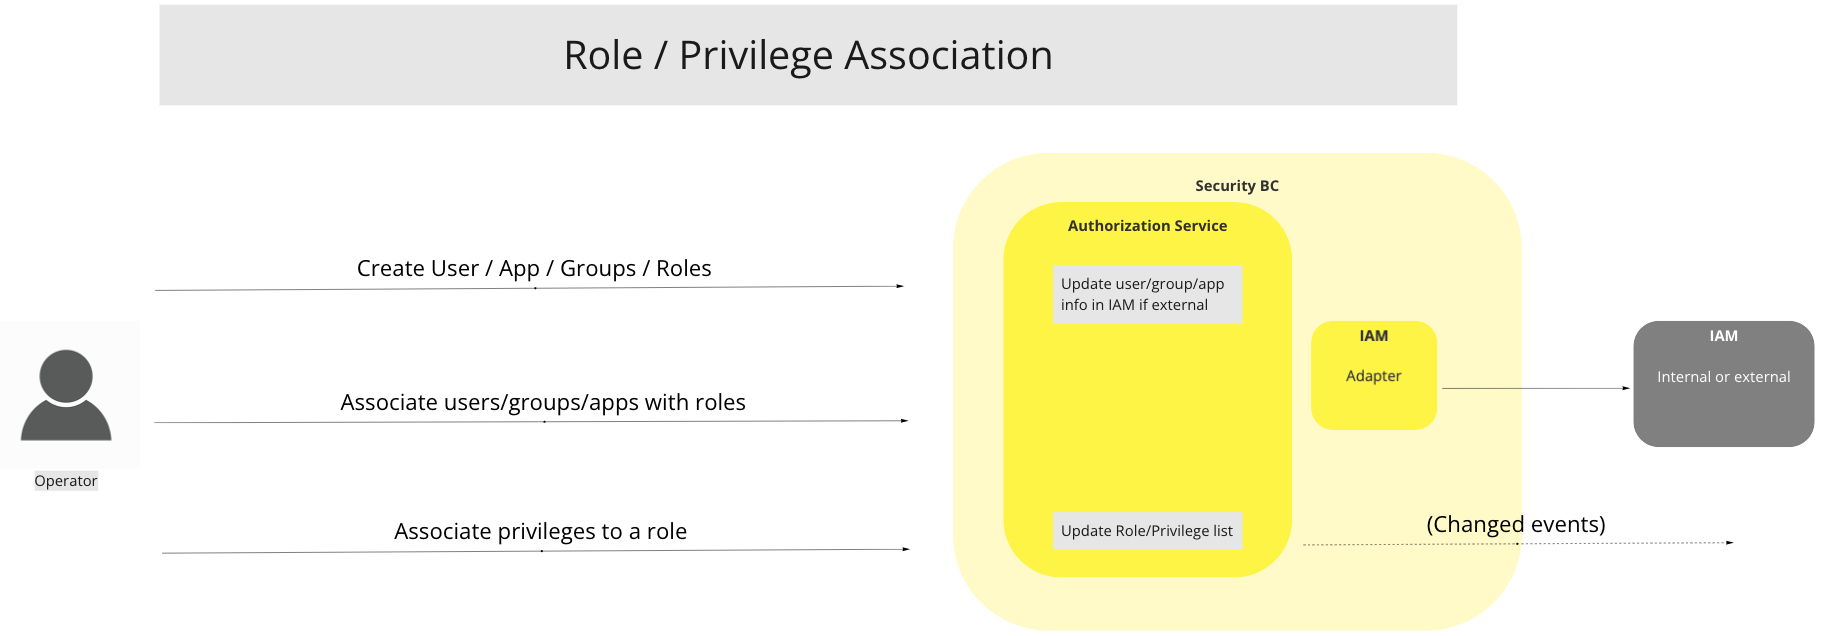 Role / Privilege Association
Security BC
Authorization Service
Create User / App / Groups / Roles
Update user/group/app
info in IAM if external
IAM
Adapter
IAM
Internal or external
Associate users/groups/apps with roles
Operator
Associate privileges to a role
Update Role/Privilege list
(Changed events)